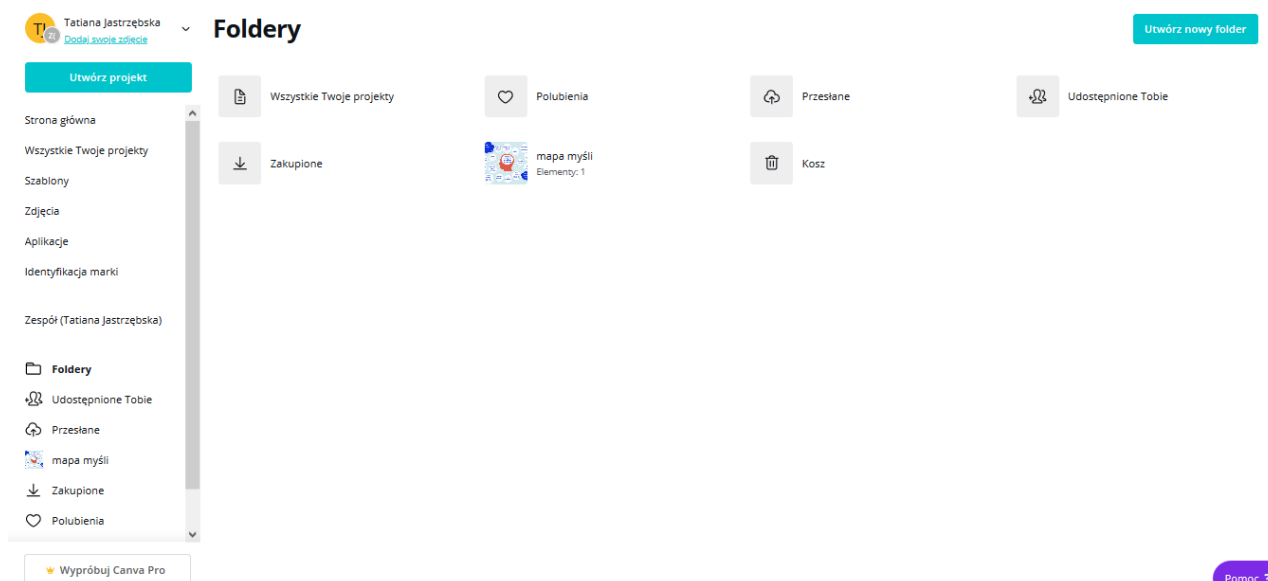 TJ
Tatiana Jastrzębska
Dodaj swoje zdjęcie
Foldery
Utwórz nowy folder
Utwórz projekt
Strona główna
Wszystkie Twoje projekty
Szablony
Zdjęcia
Aplikacje
Identyfikacja marki
Zespół (Tatiana Jastrzębska)
Foldery
Udostępnione Tobie
Przesłane
mapa myśli
Zakupione
Polubienia
Wypróbuj Canva Pro
Wszystkie Twoje projekty
Polubienia
Przesłane
Udostępnione Tobie
Zakupione
mapa myśli
Elementy: 1
Kosz
Pomoc